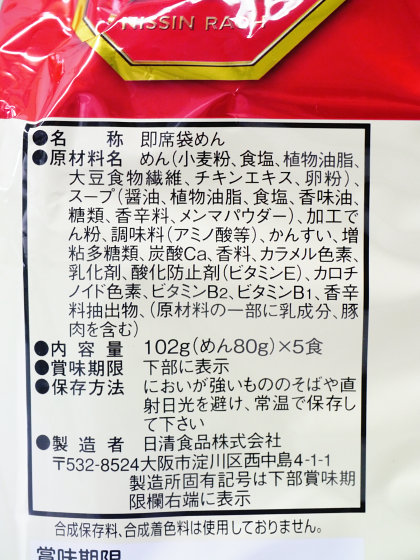 NISSIN RAOH
●名称 即席袋めん
●原材料名 めん(小麦粉、食塩、植物油脂、
大豆食物繊維、チキンエキス、卵粉)、
スープ(醤油、植物油脂、食塩、香味油、
糖類、香辛料、メンマパウダー)、加工で
ん粉、調味料(アミノ酸等)、かんすい、増
粘多糖類、炭酸Ca、香料、カラメル色素、
乳化剤、酸化防止剤(ビタミンE)、カロチ
ノイド色素、ビタミンB2、ビタミンB1、香辛
料抽出物、(原材料の一部に乳成分、豚
肉を含む)
●内容量 102g(めん80g)×5食
●賞味期限 下部に表示
●保存方法 においが強いもののそばや直
射日光を避け、常温で保存し
て下さい
●製造者 日清食品株式会社
〒532-8524大阪市淀川区西中島4-1-1
製造所固有記号は下部賞味期
限欄右端に表示
合成保存料、合成着色料は使用しておりません。
賞味期限